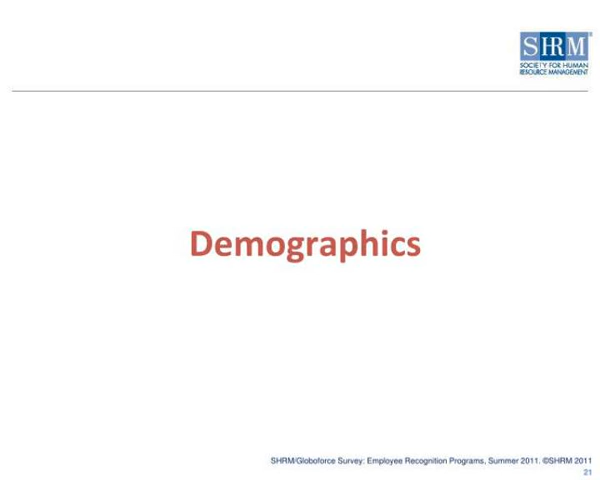 SHRM®
SOCIETY FOR HUMAN
RESOURCE MANAGEMENT
Demographics
SHRM/Globoforce Survey: Employee Recognition Programs, Summer 2011. ©SHRM 2011
21